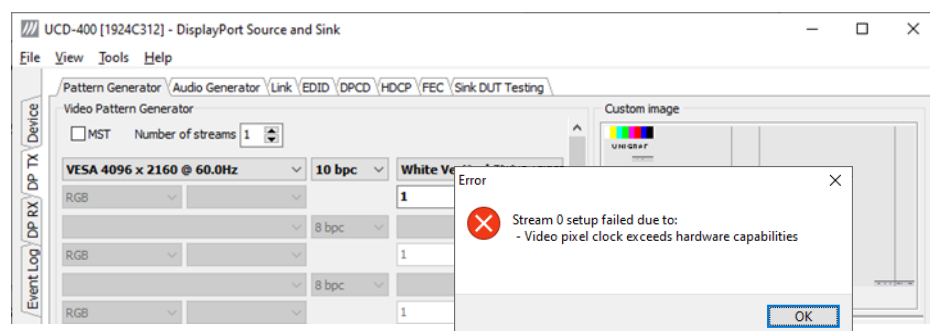 UCD-400 [1924C312] - DisplayPort Source and Sink
File View Tools Help
Pattern Generator Audio Generator Link EDID DPCD HDCP FEC Sink DUT Testing
Device
DP TX
DP RX
Event Log
Video Pattern Generator
MST Number of streams 1
VESA 4096 x 2160 @ 60.0Hz 10 bpc White
RGB 1
8 bpc
RGB 1
8 bpc
RGB 1
Custom image
UNIGRAF
Error
Stream 0 setup failed due to:
- Video pixel clock exceeds hardware capabilities
OK